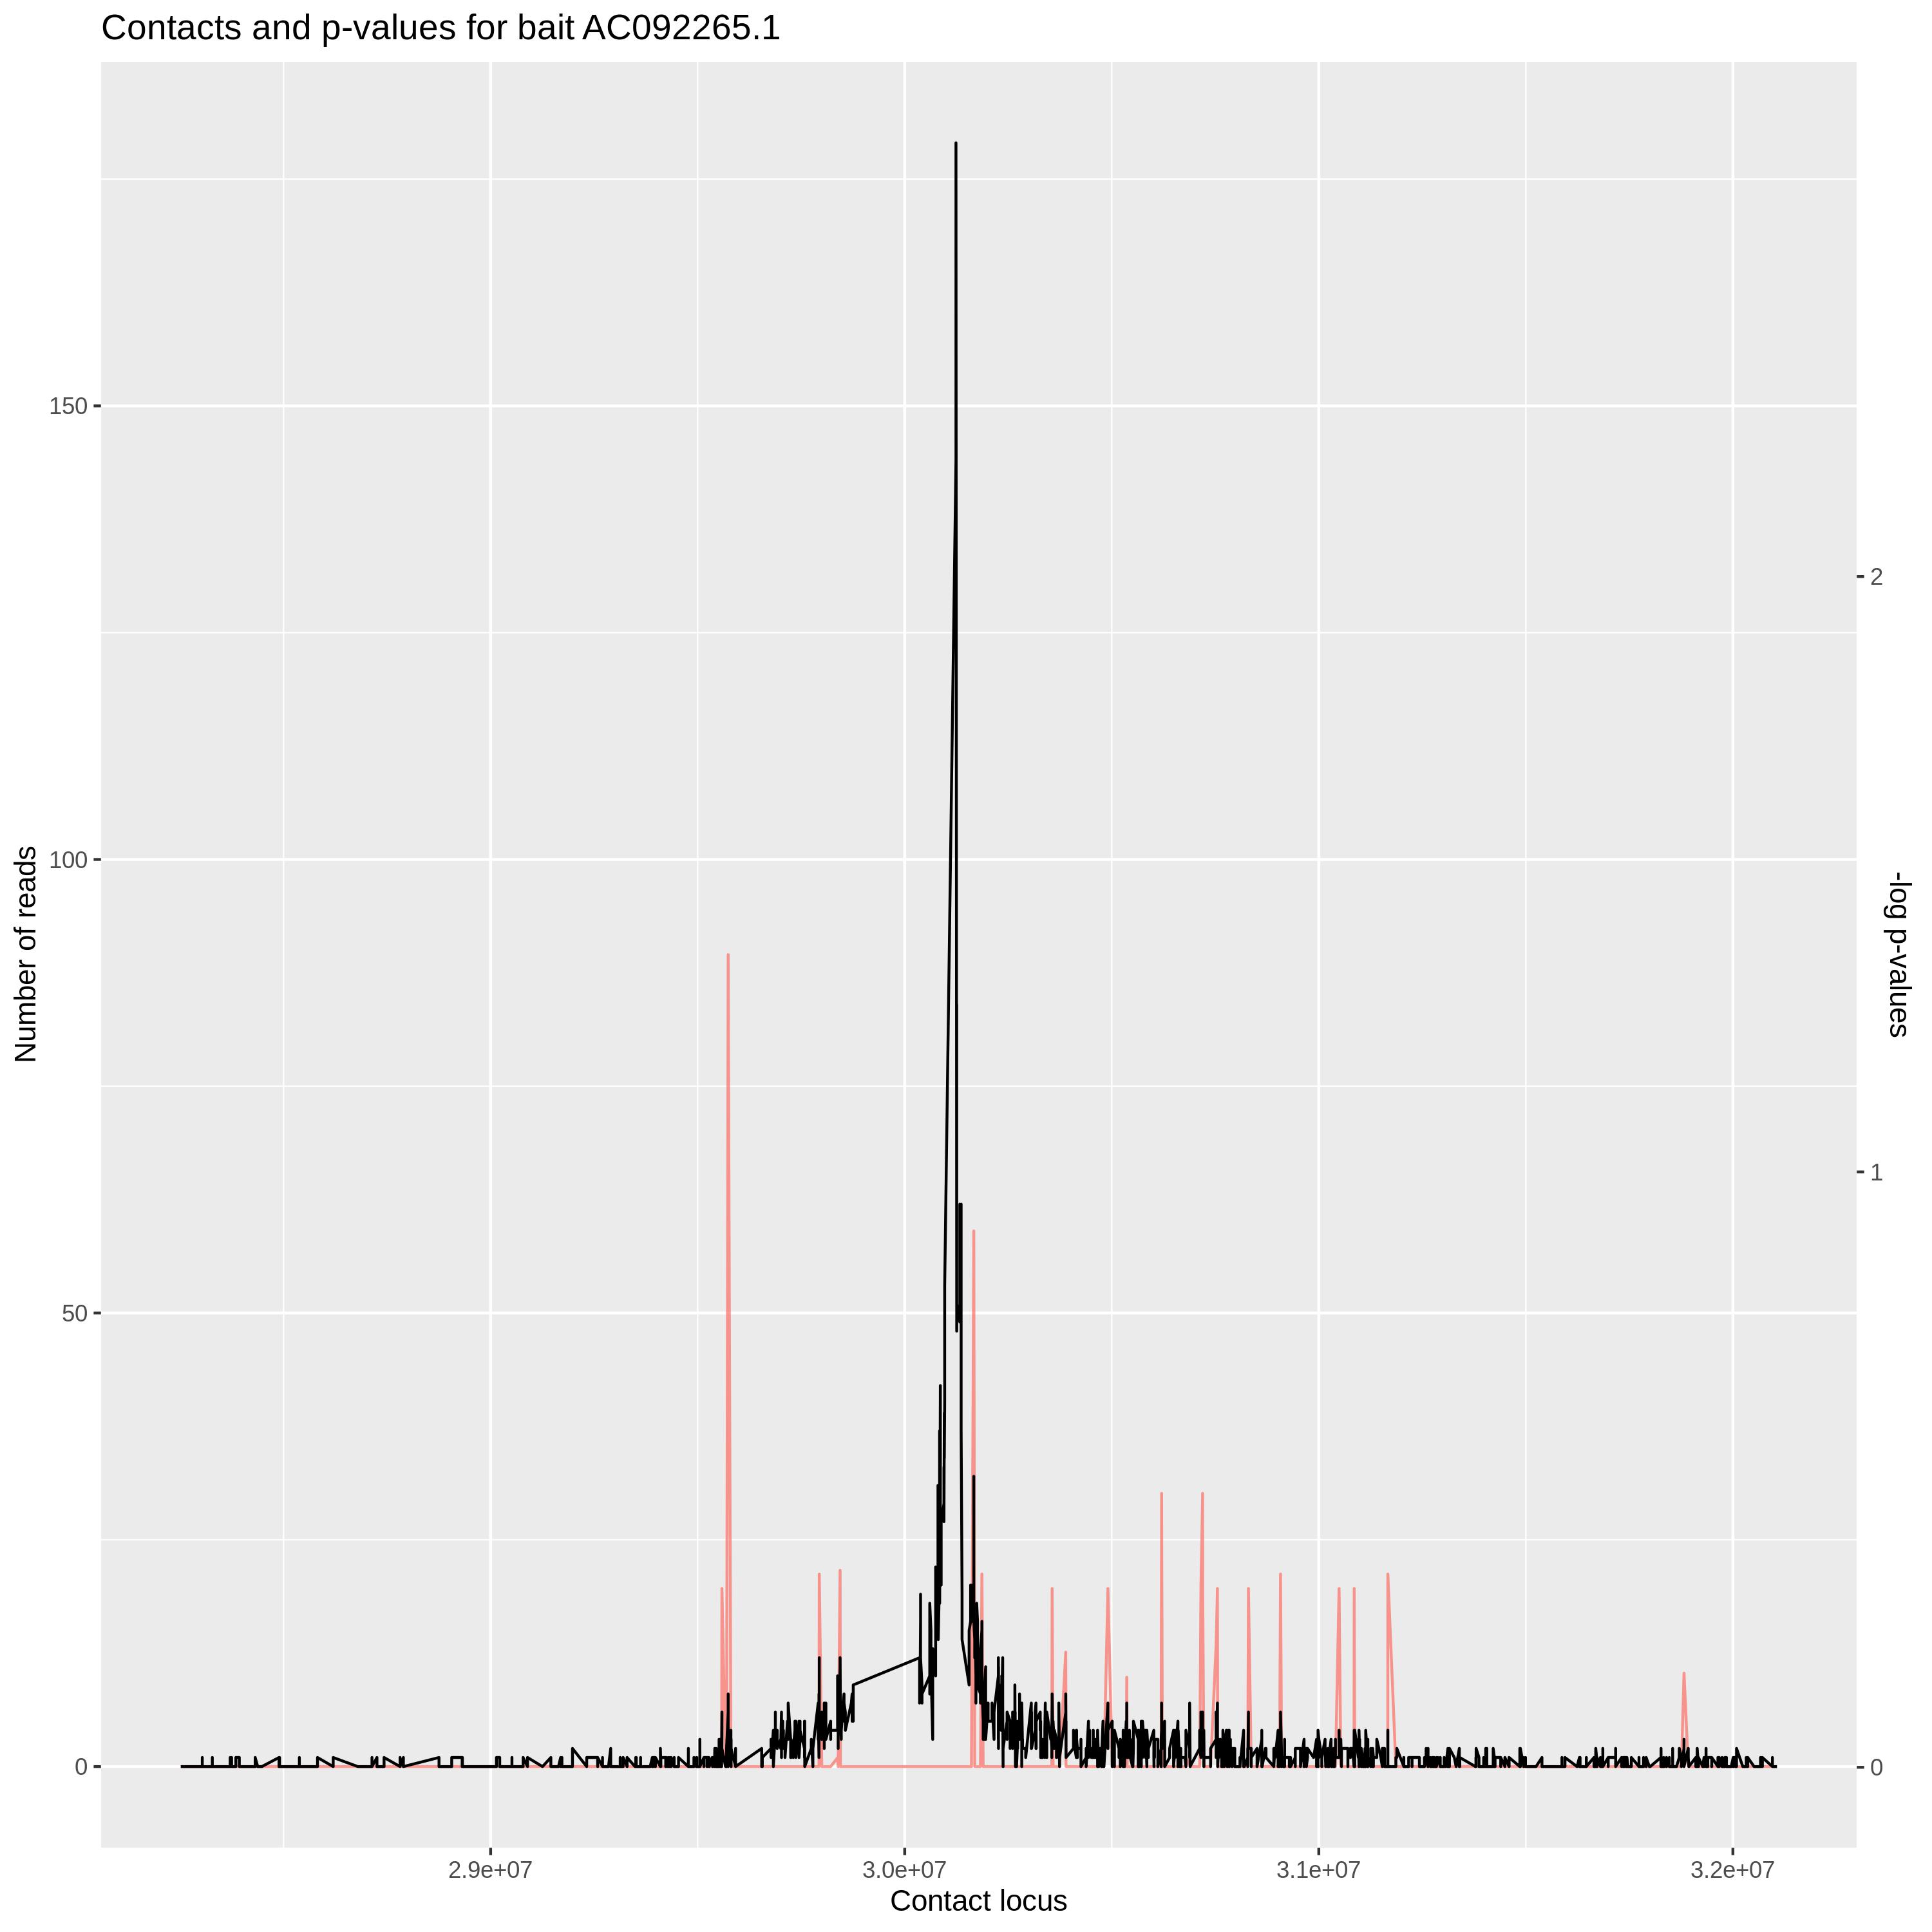 Contacts and p-values for bait AC092265.1
Number of reads
150
100
50
0
2
1
0
-log p-values
2.9e+07 3.0e+07 3.1e+07 3.2e+07
Contact locus